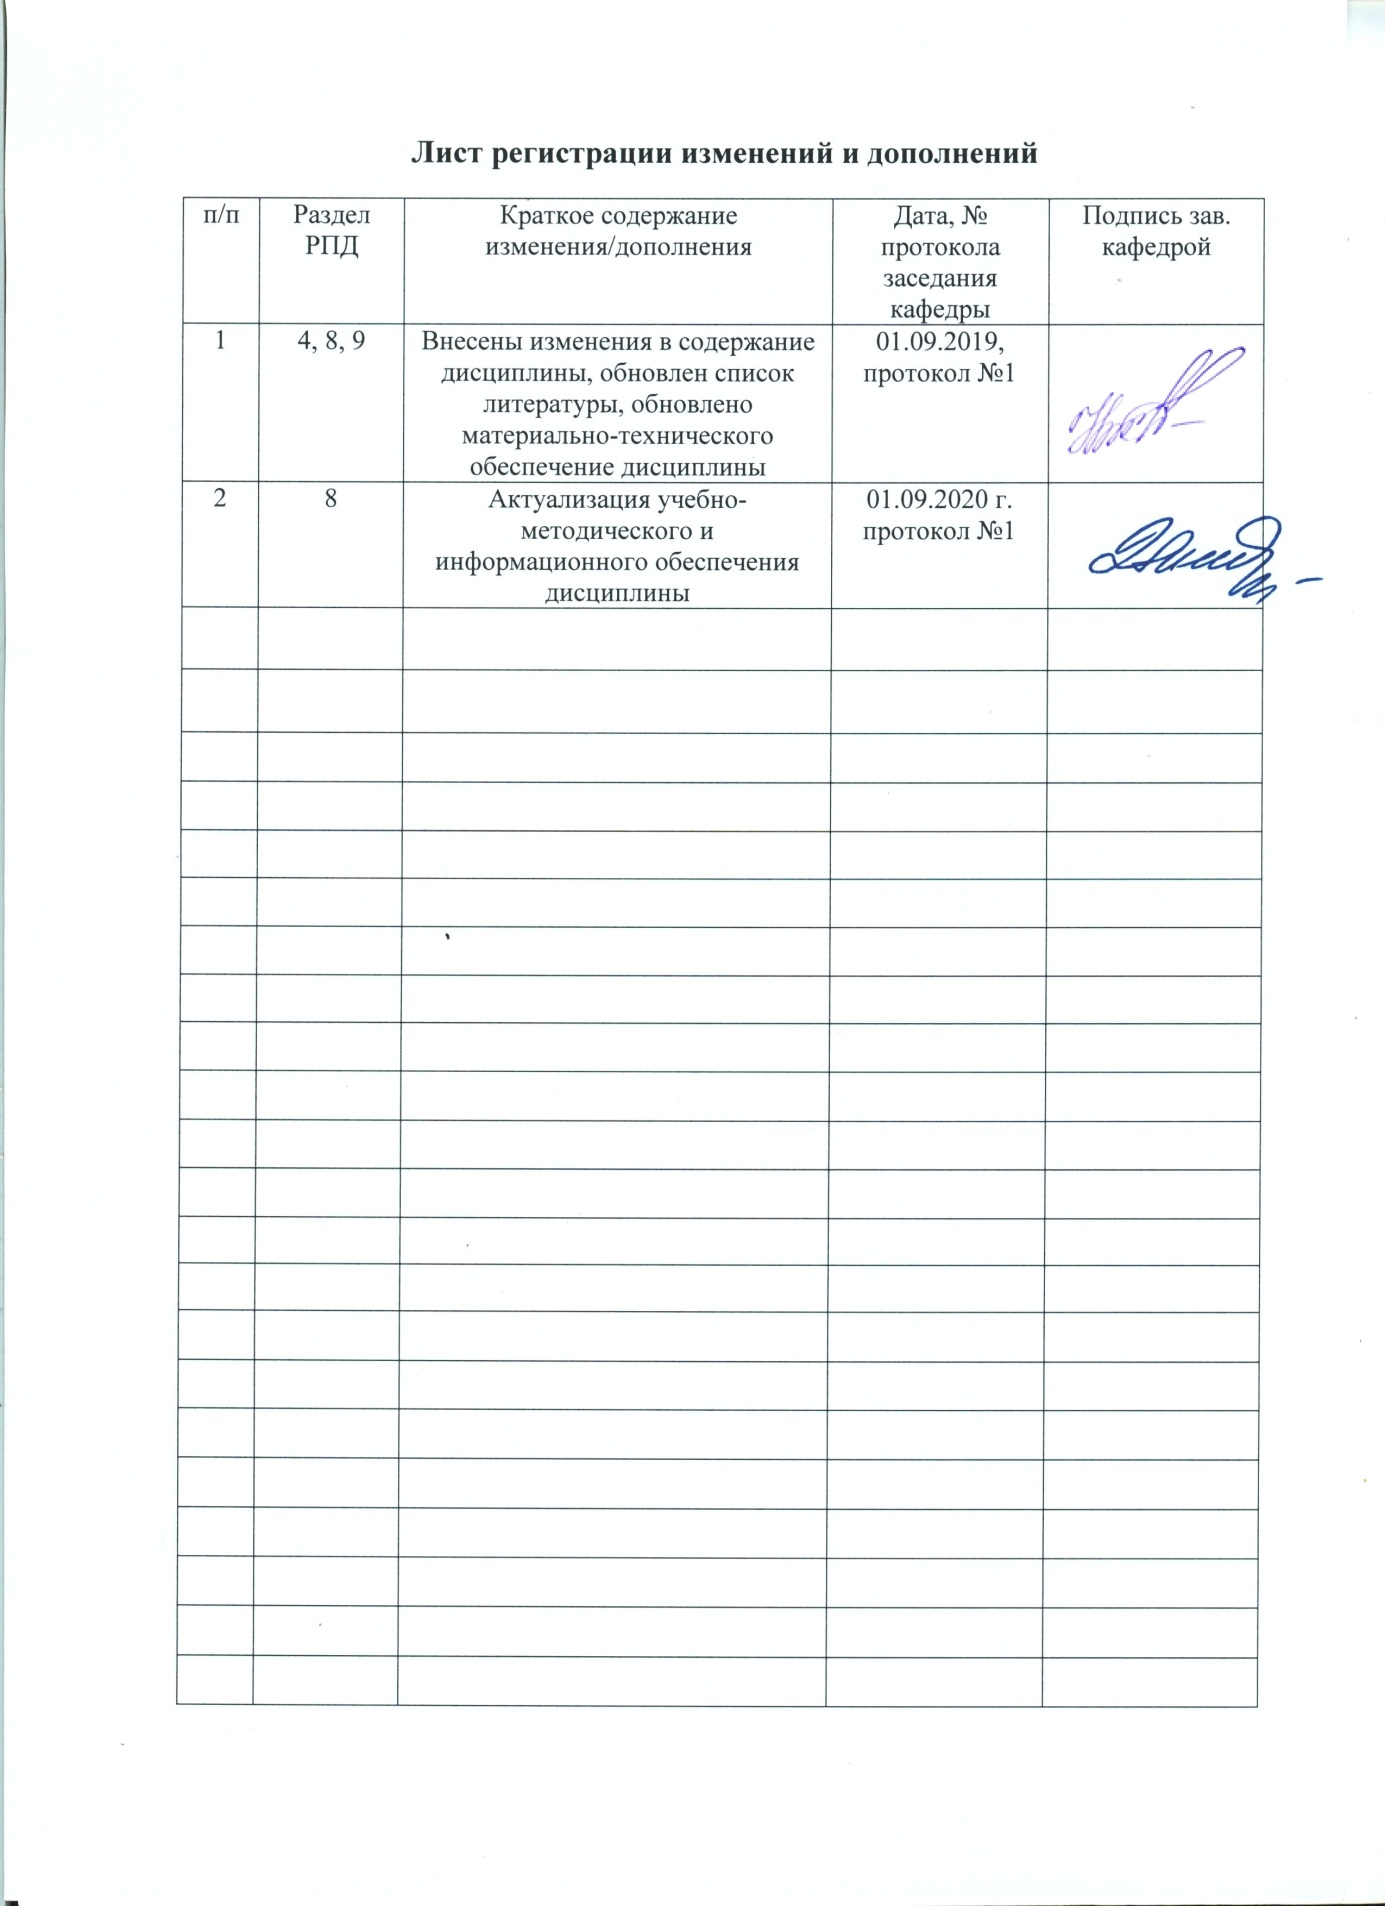 Лист регистрации изменений и дополнений
п/п
Раздел
РПД
Краткое содержание
изменения/дополнения
Дата, №
протокола
заседания
кафедры
Подпись зав.
кафедрой
1
4, 8, 9
Внесены изменения в содержание
дисциплины, обновлен список
литературы, обновлено
материально-технического
обеспечение дисциплины
01.09.2019,
протокол №1
2
8
Актуализация учебно-
методического и
информационного обеспечения
дисциплины
01.09.2020 г.
протокол №1